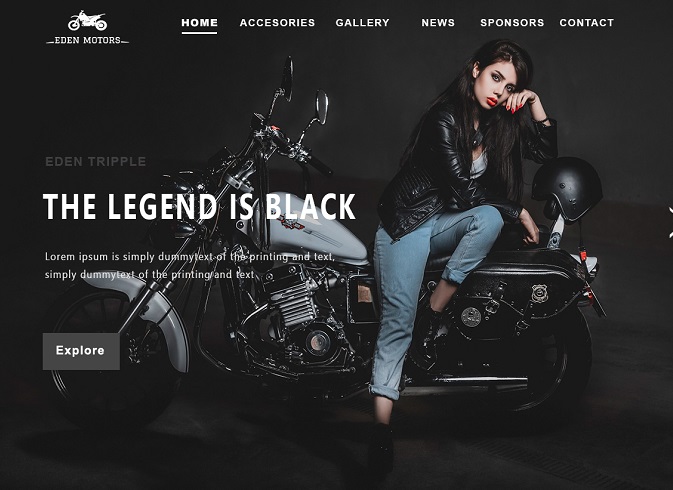 EDEN MOTORS
HOME ACCESORIES GALLERY NEWS SPONSORS CONTACT
EDEN TRIPPLE
THE LEGEND IS BLACK
Lorem ipsum is simply dummytext of the printing and text,
simply dummytext of the printing and text
Explore